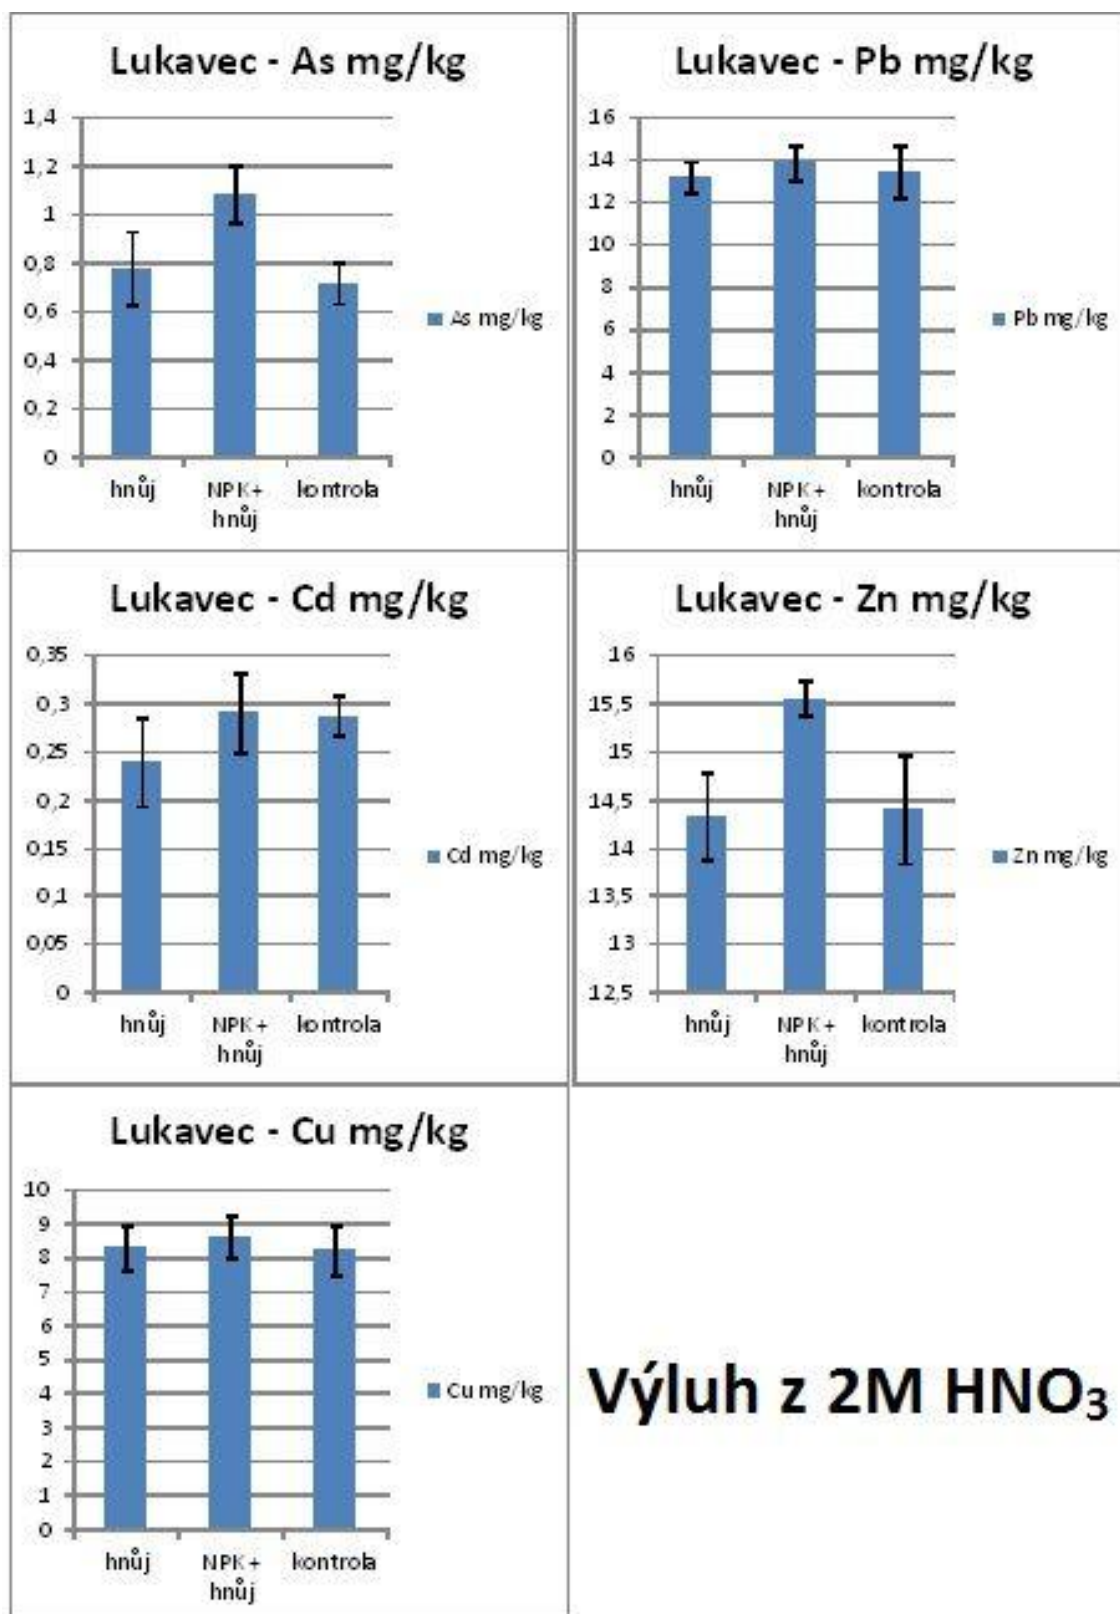 Lukavec - As mg/kg
1,4
1,2
1
0,8
0,6
0,4
0,2
0
hnůj
NPK + hnůj
kontrola
As mg/kg
Lukavec - Pb mg/kg
16
14
12
10
8
6
4
2
0
hnůj
NPK + hnůj
kontrola
Pb mg/kg
Lukavec - Cd mg/kg
0,35
0,3
0,25
0,2
0,15
0,1
0,05
0
hnůj
NPK + hnůj
kontrola
Cd mg/kg
Lukavec - Zn mg/kg
16
15,5
15
14,5
14
13,5
13
12,5
hnůj
NPK + hnůj
kontrola
Zn mg/kg
Lukavec - Cu mg/kg
10
9
8
7
6
5
4
3
2
1
0
hnůj
NPK + hnůj
kontrola
Cu mg/kg
Výluh z 2M HNO₃